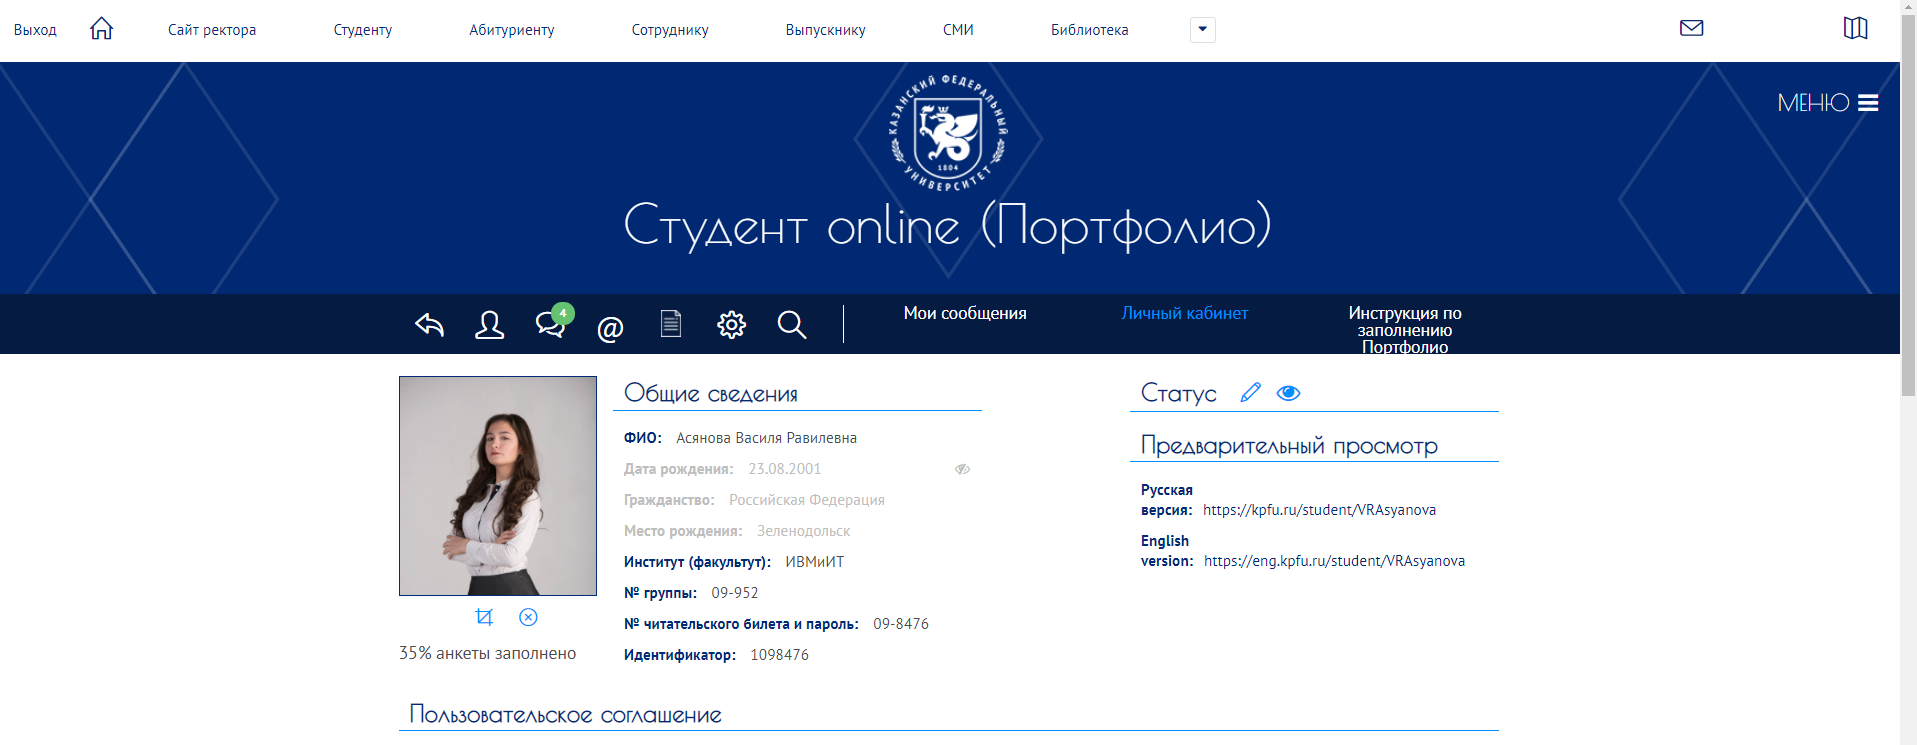 Выход
Сайт ректора
Студенту
Абитуриенту
Сотруднику
Выпускнику
СМИ
Библиотека
МЕНЮ
КАЗАНСКИЙ ФЕДЕРАЛЬНЫЙ
УНИВЕРСИТЕТ
1804
Студент online (Портфолио)
4
@
Мои сообщения
Личный кабинет
Инструкция по
заполнению
Портфолио
35% анкеты заполнено
Общие сведения
ФИО: Асянова Василя Равилевна
Дата рождения: 23.08.2001
Гражданство: Российская Федерация
Место рождения: Зеленодольск
Институт (факультут): ИВМиИТ
№ группы: 09-952
№ читательского билета и пароль: 09-8476
Идентификатор: 1098476
Статус
Предварительный просмотр
Русская
версия: https://kpfu.ru/student/VRAsyanova
English
version: https://eng.kpfu.ru/student/VRAsyanova
Пользовательское соглашение